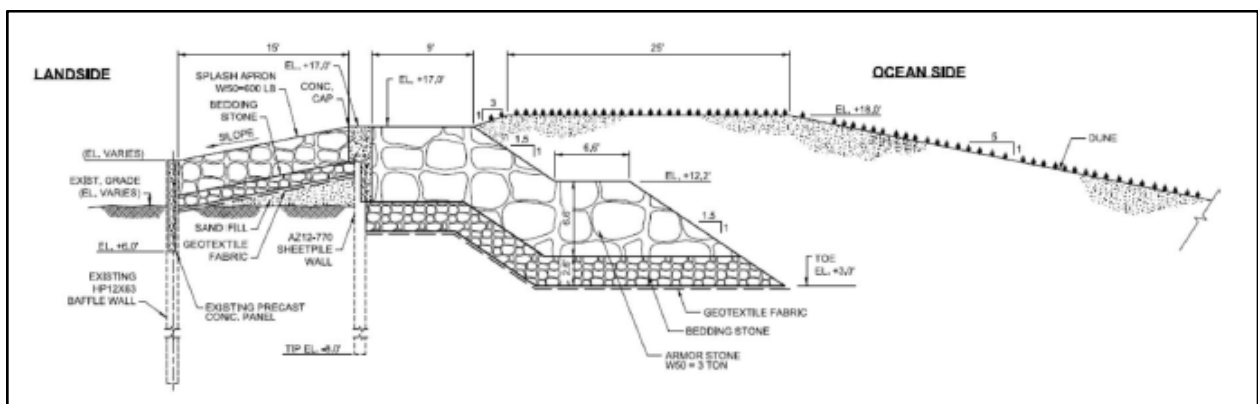 LANDSIDE
15'
9'
25'
OCEAN SIDE
SPLASH APRON
W50=600 LB
BEDDING
STONE
SLOPE
EL. +17.0'
CONC.
CAP
EL. +17.0'
3
1
EL. +18.0'
5
1
DUNE
1.5
1
6.6'
EL. +12.2'
(EL. VARIES)
EXIST. GRADE
(EL. VARIES)
6.6'
1.5
1
SAND FILL
GEOTEXTILE
FABRIC
AZ12-770
SHEETPILE
WALL
EL. +6.0'
TOE
EL. +3.0'
EXISTING
HP12X63
BAFFLE WALL
EXISTING PRECAST
CONC. PANEL
GEOTEXTILE FABRIC
BEDDING STONE
ARMOR STONE
W50 = 3 TON